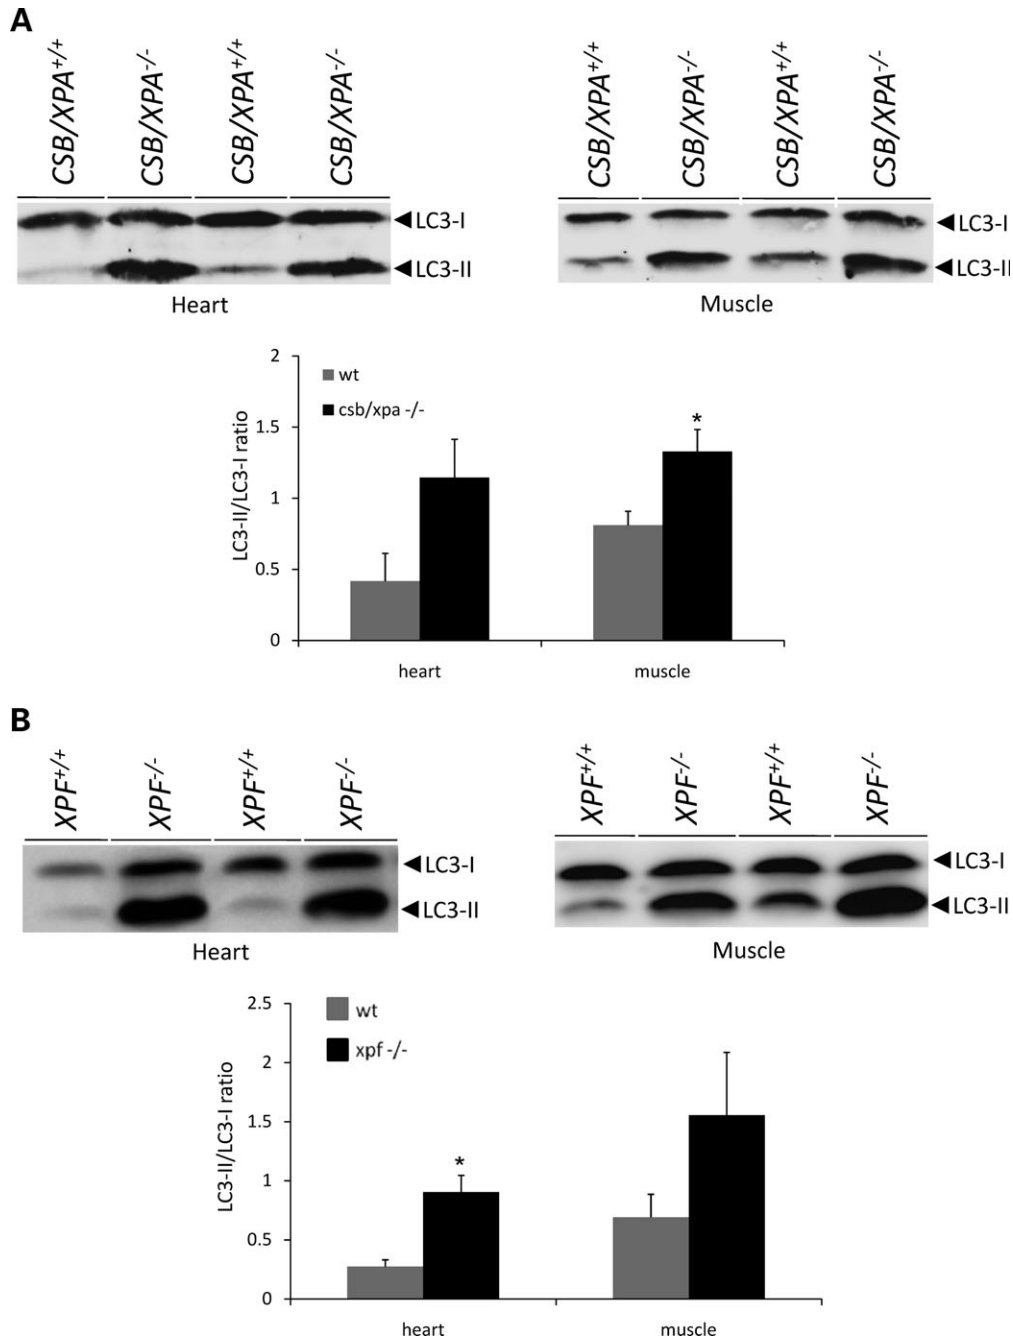 A
CSB/XPA+/+ CSB/XPA-/- CSB/XPA+/+ CSB/XPA-/- CSB/XPA+/+ CSB/XPA-/- CSB/XPA+/+ CSB/XPA-/-
◄LC3-I ◄LC3-I
◄LC3-II ◄LC3-II
Heart Muscle
LC3-II/LC3-I ratio
2
1.5
1
0.5
0
wt
csb/xpa -/-
*
heart muscle
B
XPF+/+ XPF-/- XPF+/+ XPF-/- XPF+/+ XPF-/- XPF+/+ XPF-/-
◄LC3-I ◄LC3-I
◄LC3-II ◄LC3-II
Heart Muscle
LC3-II/LC3-I ratio
2.5
2
1.5
1
0.5
0
wt
xpf -/-
*
heart muscle